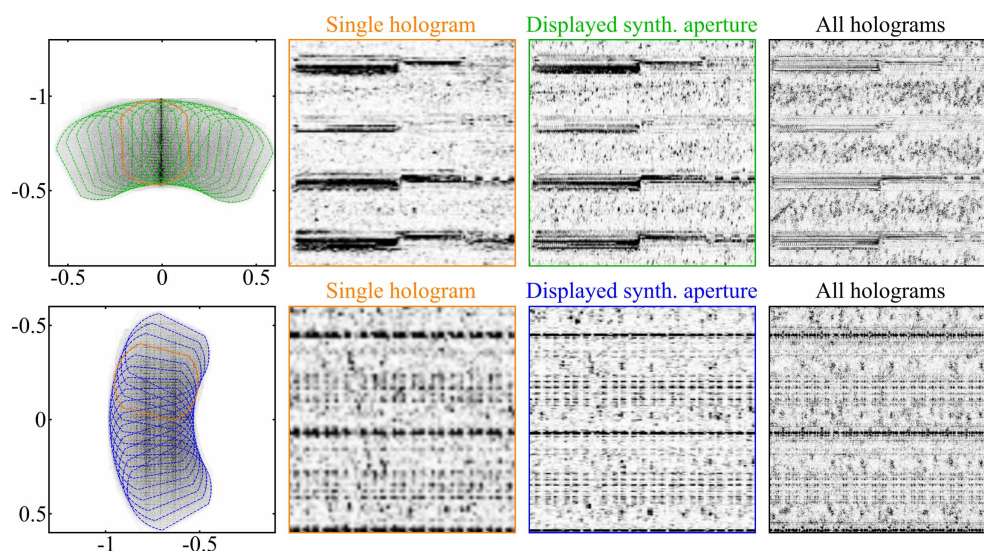 Single hologram
Displayed synth. aperture
All holograms
-1
-0.5
-0.5
0
0.5
Single hologram
Displayed synth. aperture
All holograms
-0.5
0
0.5
-1
-0.5